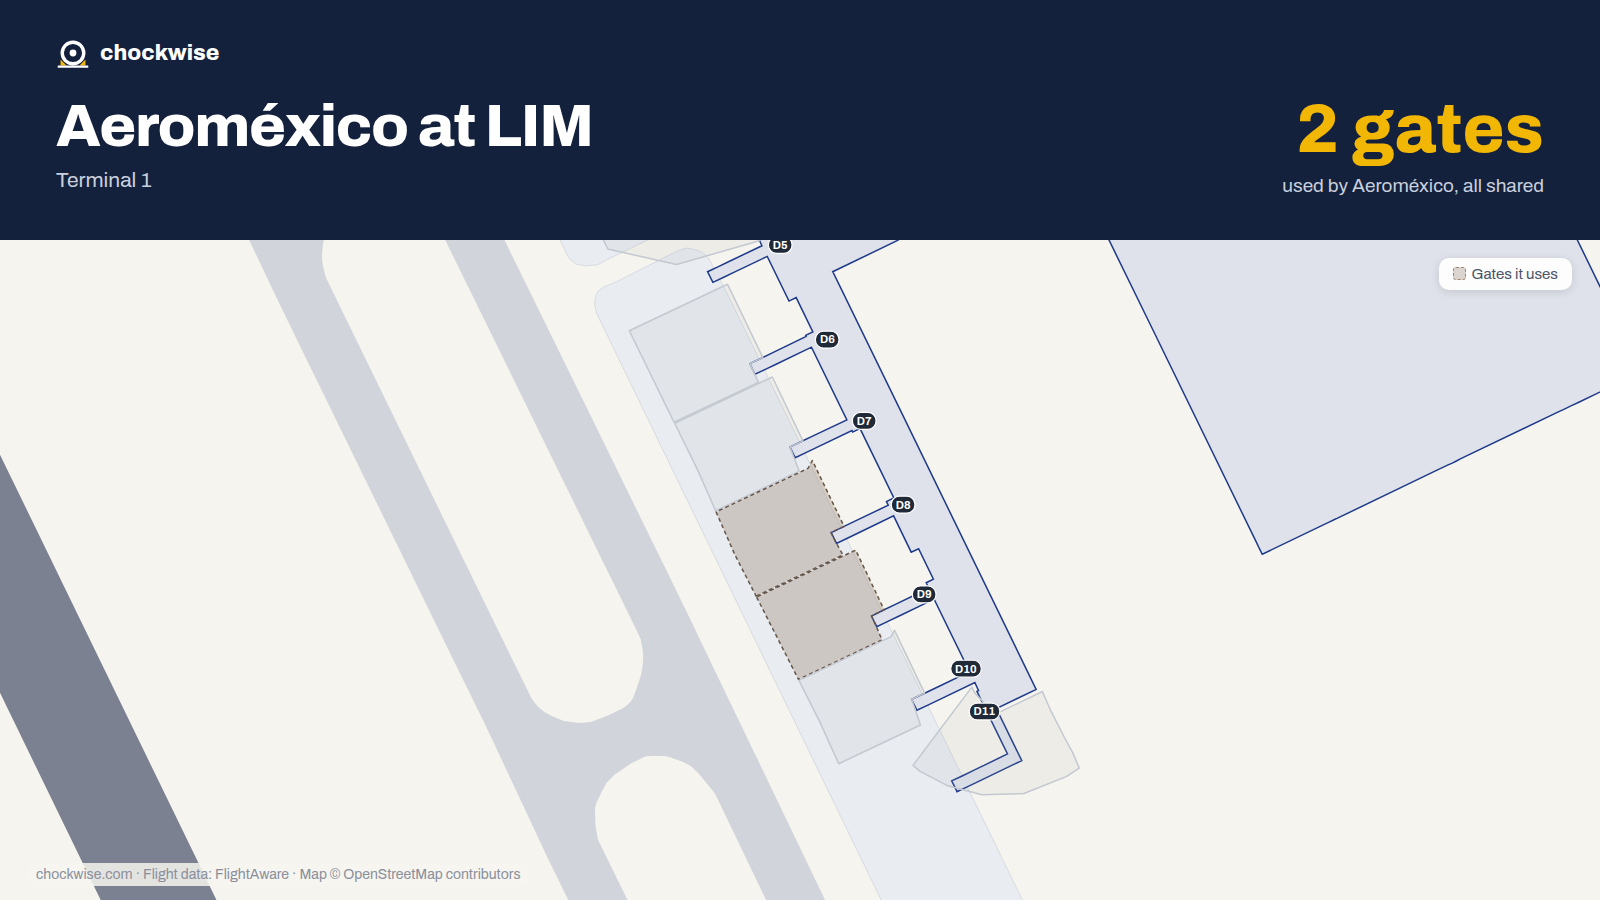 chockwise
Aeroméxico at LIM
Terminal 1
2 gates
used by Aeroméxico, all shared
Gates it uses
D5
D6
D7
D8
D9
D10
D11
chockwise.com · Flight data: FlightAware · Map © OpenStreetMap contributors